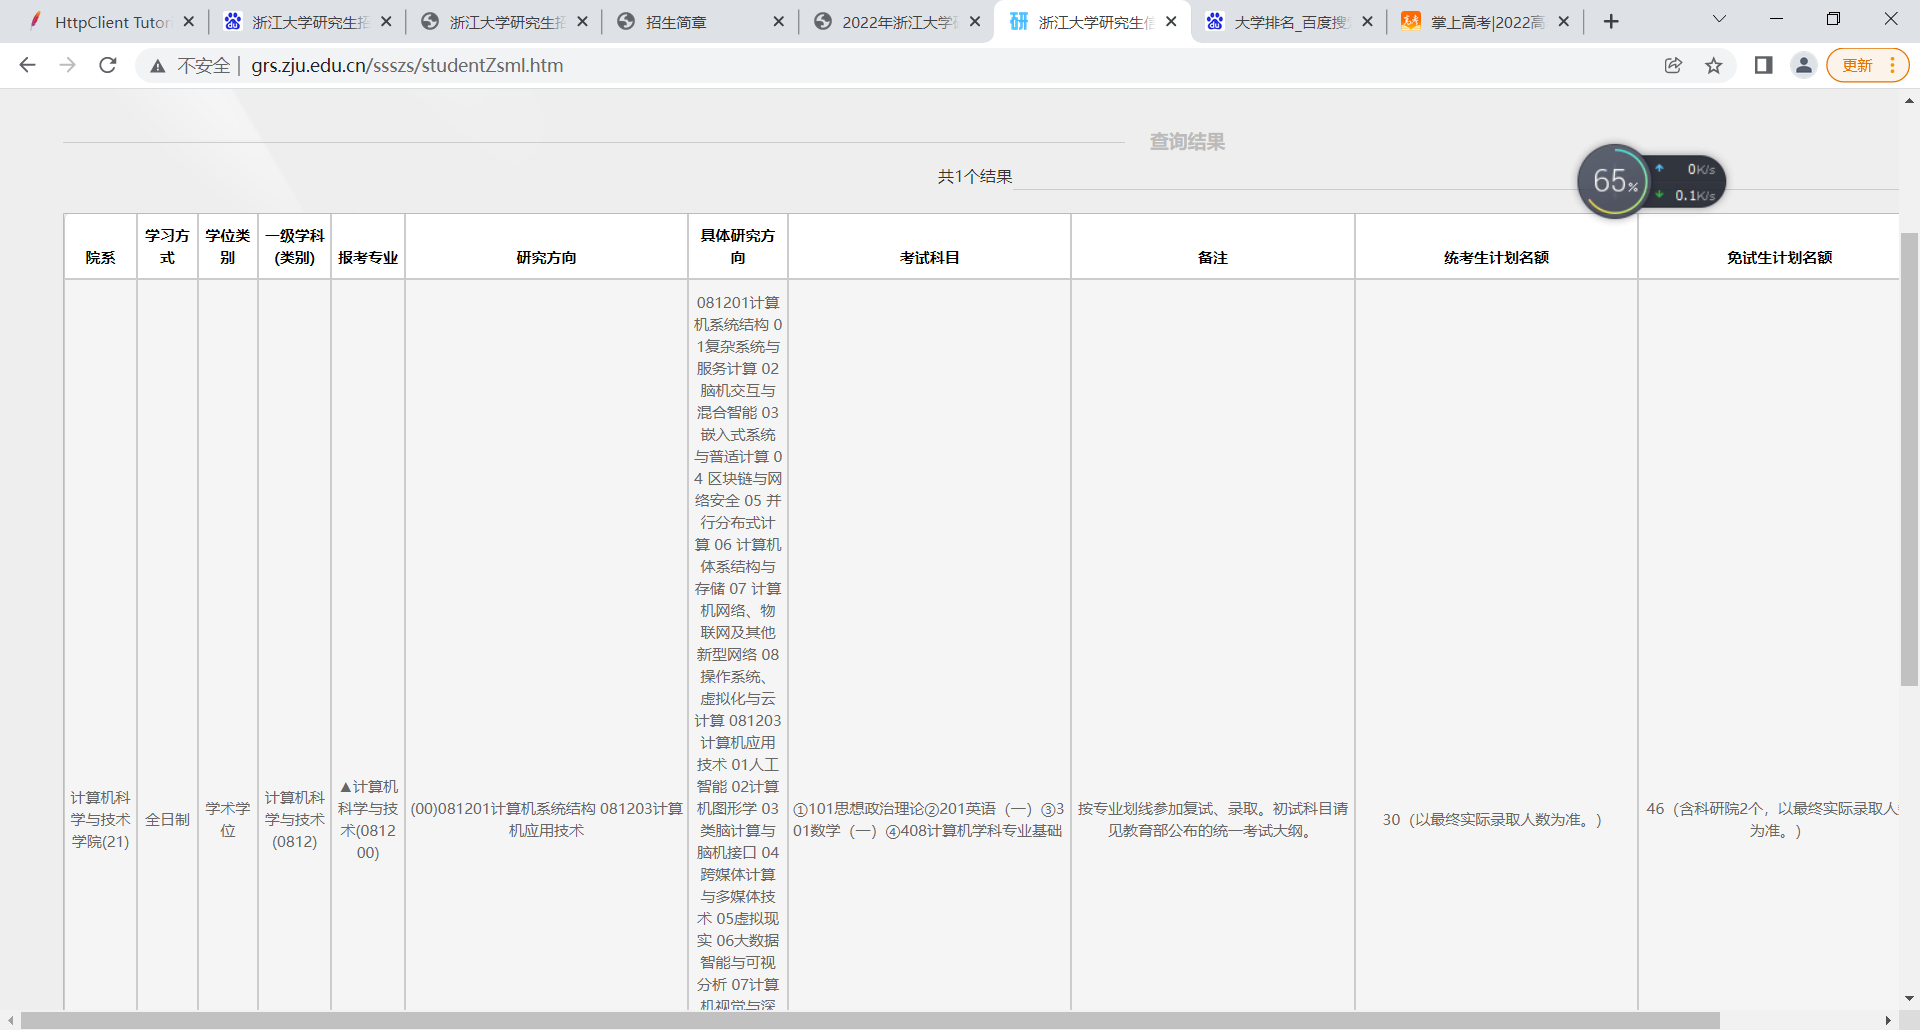 HttpClient Tutori
浙江大学研究生招
浙江大学研究生招
招生简章
2022年浙江大学
浙江大学研究生信
大学排名_百度搜
掌上高考|2022高
不安全
grs.zju.edu.cn/ssszs/studentZsml.htm
更新
查询结果
共1个结果
65%
0K/s
0.1K/s
院系
学习方
式
学位类
别
一级学科
(类别)
报考专业
研究方向
具体研究方
向
考试科目
备注
统考生计划名额
免试生计划名额
计算机科
学与技术
学院(21)
全日制
学术学
位
计算机科
学与技术
(0812)
▲计算机
科学与技
术(0812
00)
(00)081201计算机系统结构 081203计算
机应用技术
081201计算
机系统结构 0
1复杂系统与
服务计算 02
脑机交互与
混合智能 03
嵌入式系统
与普适计算 0
4 区块链与网
络安全 05 并
行分布式计
算 06 计算机
体系结构与
存储 07 计算
机网络、物
联网及其他
新型网络 08
操作系统、
虚拟化与云
计算 081203
计算机应用
技术 01人工
智能 02计算
机图形学 03
类脑计算与
脑机接口 04
跨媒体计算
与多媒体技
术 05虚拟现
实 06大数据
智能与可视
分析 07计算
机视觉与深
①101思想政治理论②201英语（一）③3
01数学（一）④408计算机学科专业基础
按专业划线参加复试、录取。初试科目请
见教育部公布的统一考试大纲。
30（以最终实际录取人数为准。）
46（含科研院2个，以最终实际录取人
为准。）